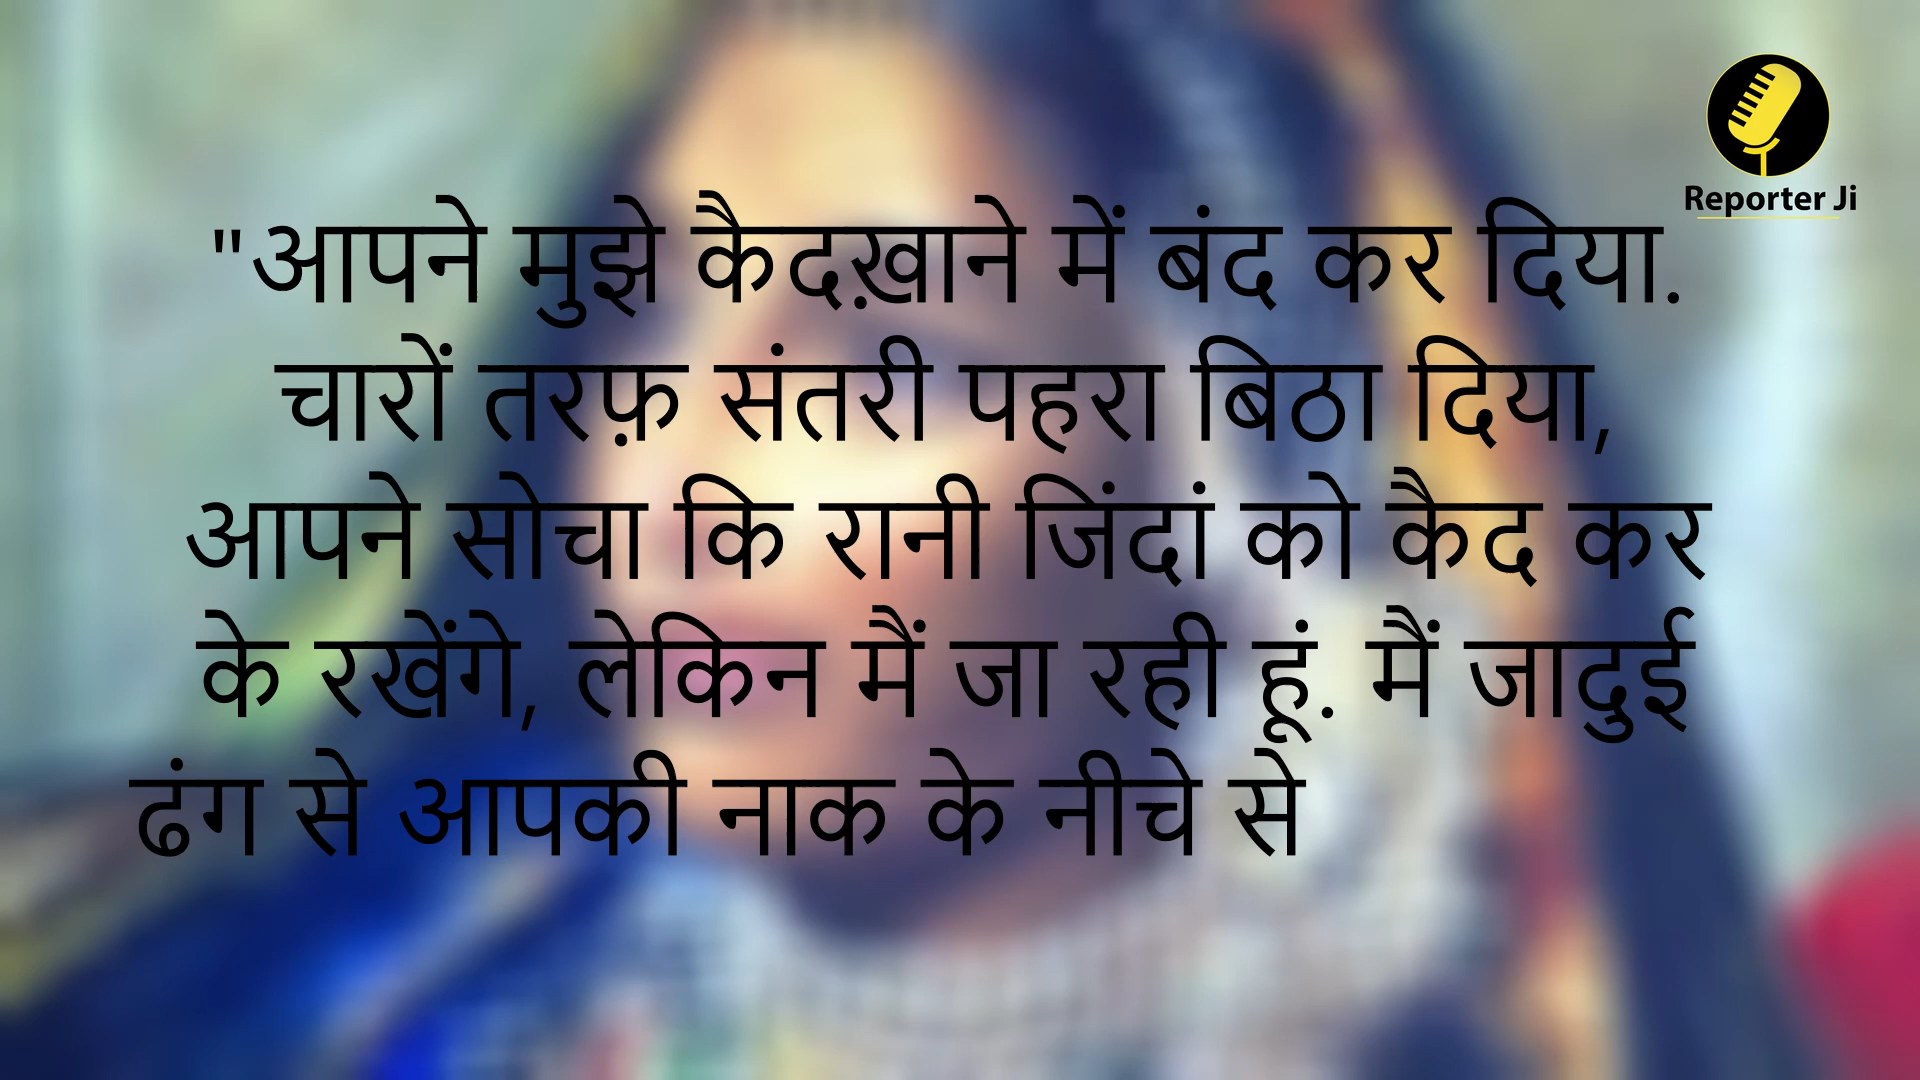 Reporter Ji
"आपने मुझे कैदख़ाने में बंद कर दिया.
चारों तरफ़ संतरी पहरा बिठा दिया,
आपने सोचा कि रानी जिंदां को कैद कर
के रखेंगे, लेकिन मैं जा रही हूं. मैं जादुई
ढंग से आपकी नाक के नीचे से